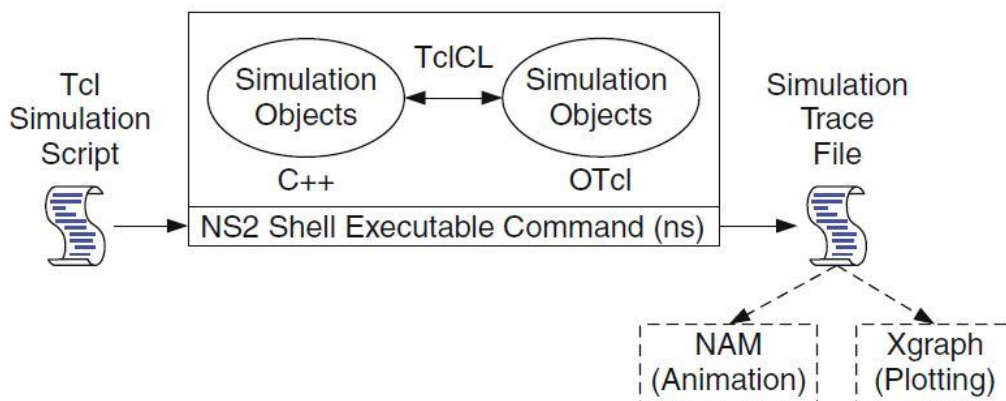 Tcl
Simulation
Script
TclCL
Simulation
Objects
C++
Simulation
Objects
OTcl
NS2 Shell Executable Command (ns)
Simulation
Trace
File
NAM
(Animation)
Xgraph
(Plotting)